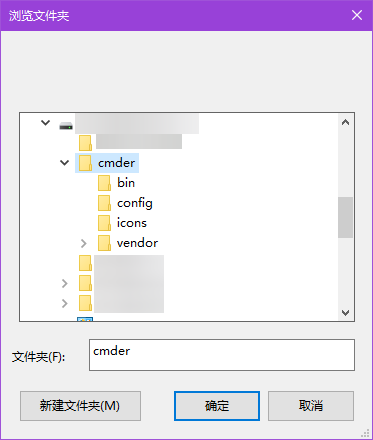 浏览文件夹
cmder
bin
config
icons
vendor
文件夹(F):
cmder
新建文件夹(M)
确定
取消